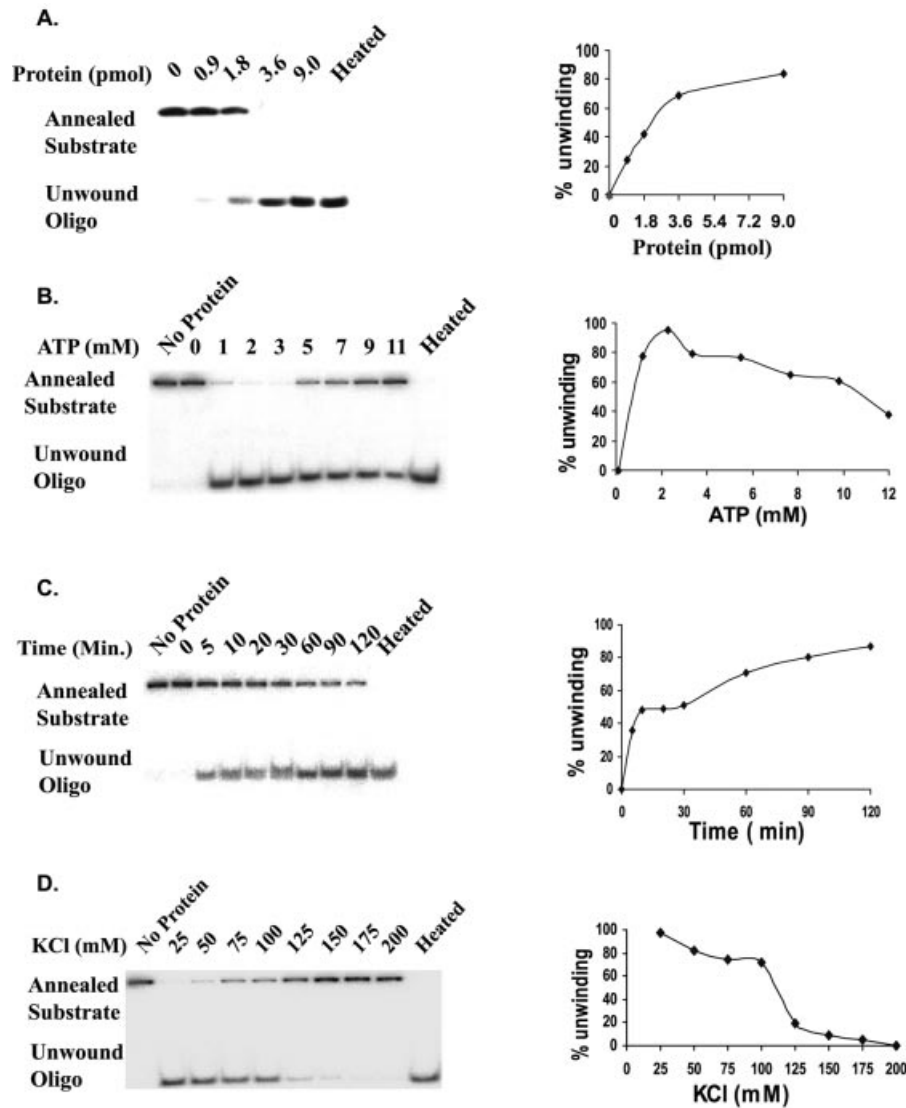 A.
Protein (pmol) 0 0.9 1.8 3.6 9.0 Heated
Annealed
Substrate
Unwound
Oligo
% unwinding
100
80
60
40
20
0
0 1.8 3.6 5.4 7.2 9.0
Protein (pmol)
B.
ATP (mM) No Protein 0 1 2 3 5 7 9 11 Heated
Annealed
Substrate
Unwound
Oligo
% unwinding
100
80
60
40
20
0
0 2 4 6 8 10 12
ATP (mM)
C.
Time (Min.) No Protein 0 5 10 20 30 60 90 120 Heated
Annealed
Substrate
Unwound
Oligo
% unwinding
100
80
60
40
20
0
0 30 60 90 120
Time ( min)
D.
KCl (mM) No Protein 25 50 75 100 125 150 175 200 Heated
Annealed
Substrate
Unwound
Oligo
% unwinding
100
80
60
40
20
0
0 25 50 75 100 125 150 175 200
KCl (mM)